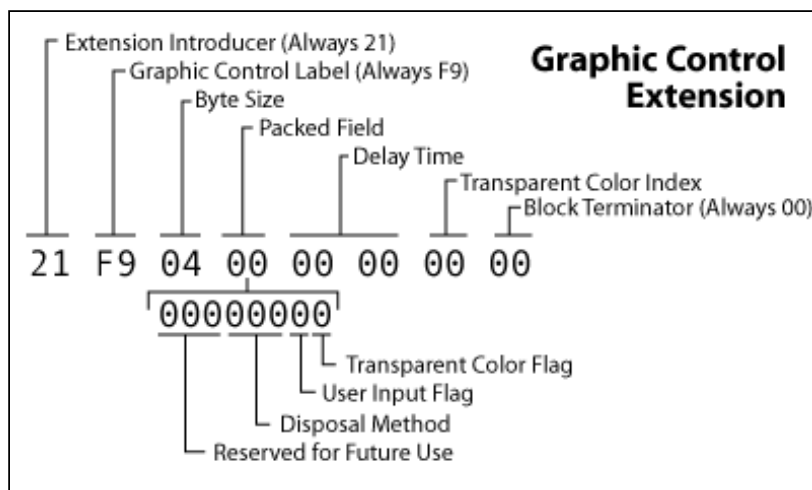 Extension Introducer (Always 21)
Graphic Control Label (Always F9)
Graphic Control
Extension
Byte Size
Packed Field
Delay Time
Transparent Color Index
Block Terminator (Always 00)
21 F9 04 00 00 00 00 00
00000000
Transparent Color Flag
User Input Flag
Disposal Method
Reserved for Future Use